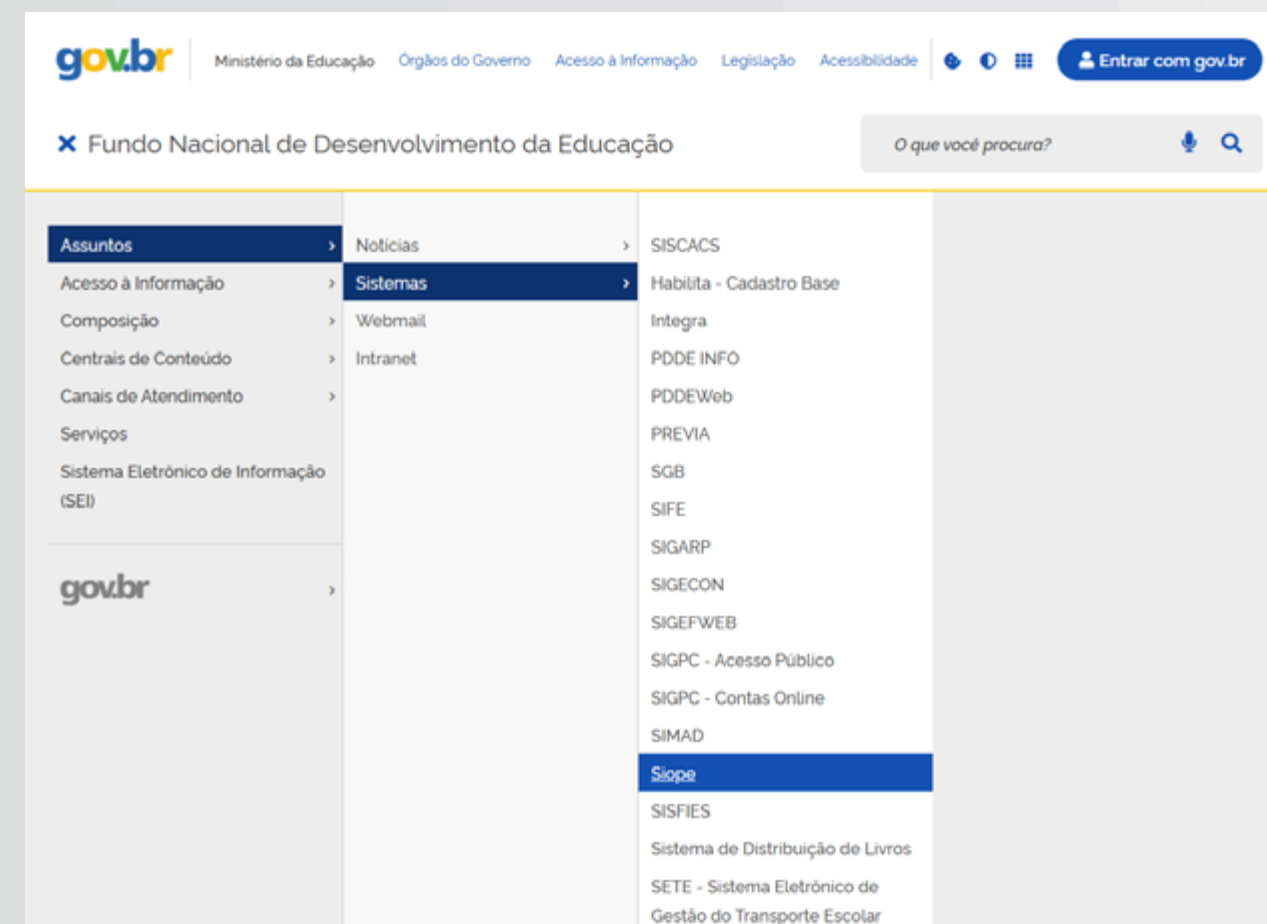 gov.br
Ministério da Educação
Órgãos do Governo
Acesso à Informação
Legislação
Acessibilidade
Entrar com gov.br
Fundo Nacional de Desenvolvimento da Educação
O que você procura?
Assuntos
Acesso à Informação
Composição
Centrais de Conteúdo
Canais de Atendimento
Serviços
Sistema Eletrônico de Informação
(SEI)
gov.br
Notícias
Sistemas
Webmail
Intranet
SISCACS
Habilita - Cadastro Base
Integra
PDDE INFO
PDDEWeb
PREVIA
SGB
SIFE
SIGARP
SIGECON
SIGEFWEB
SIGPC - Acesso Público
SIGPC - Contas Online
SIMAD
Siope
SISFIES
Sistema de Distribuição de Livros
SETE - Sistema Eletrônico de
Gestão do Transporte Escolar